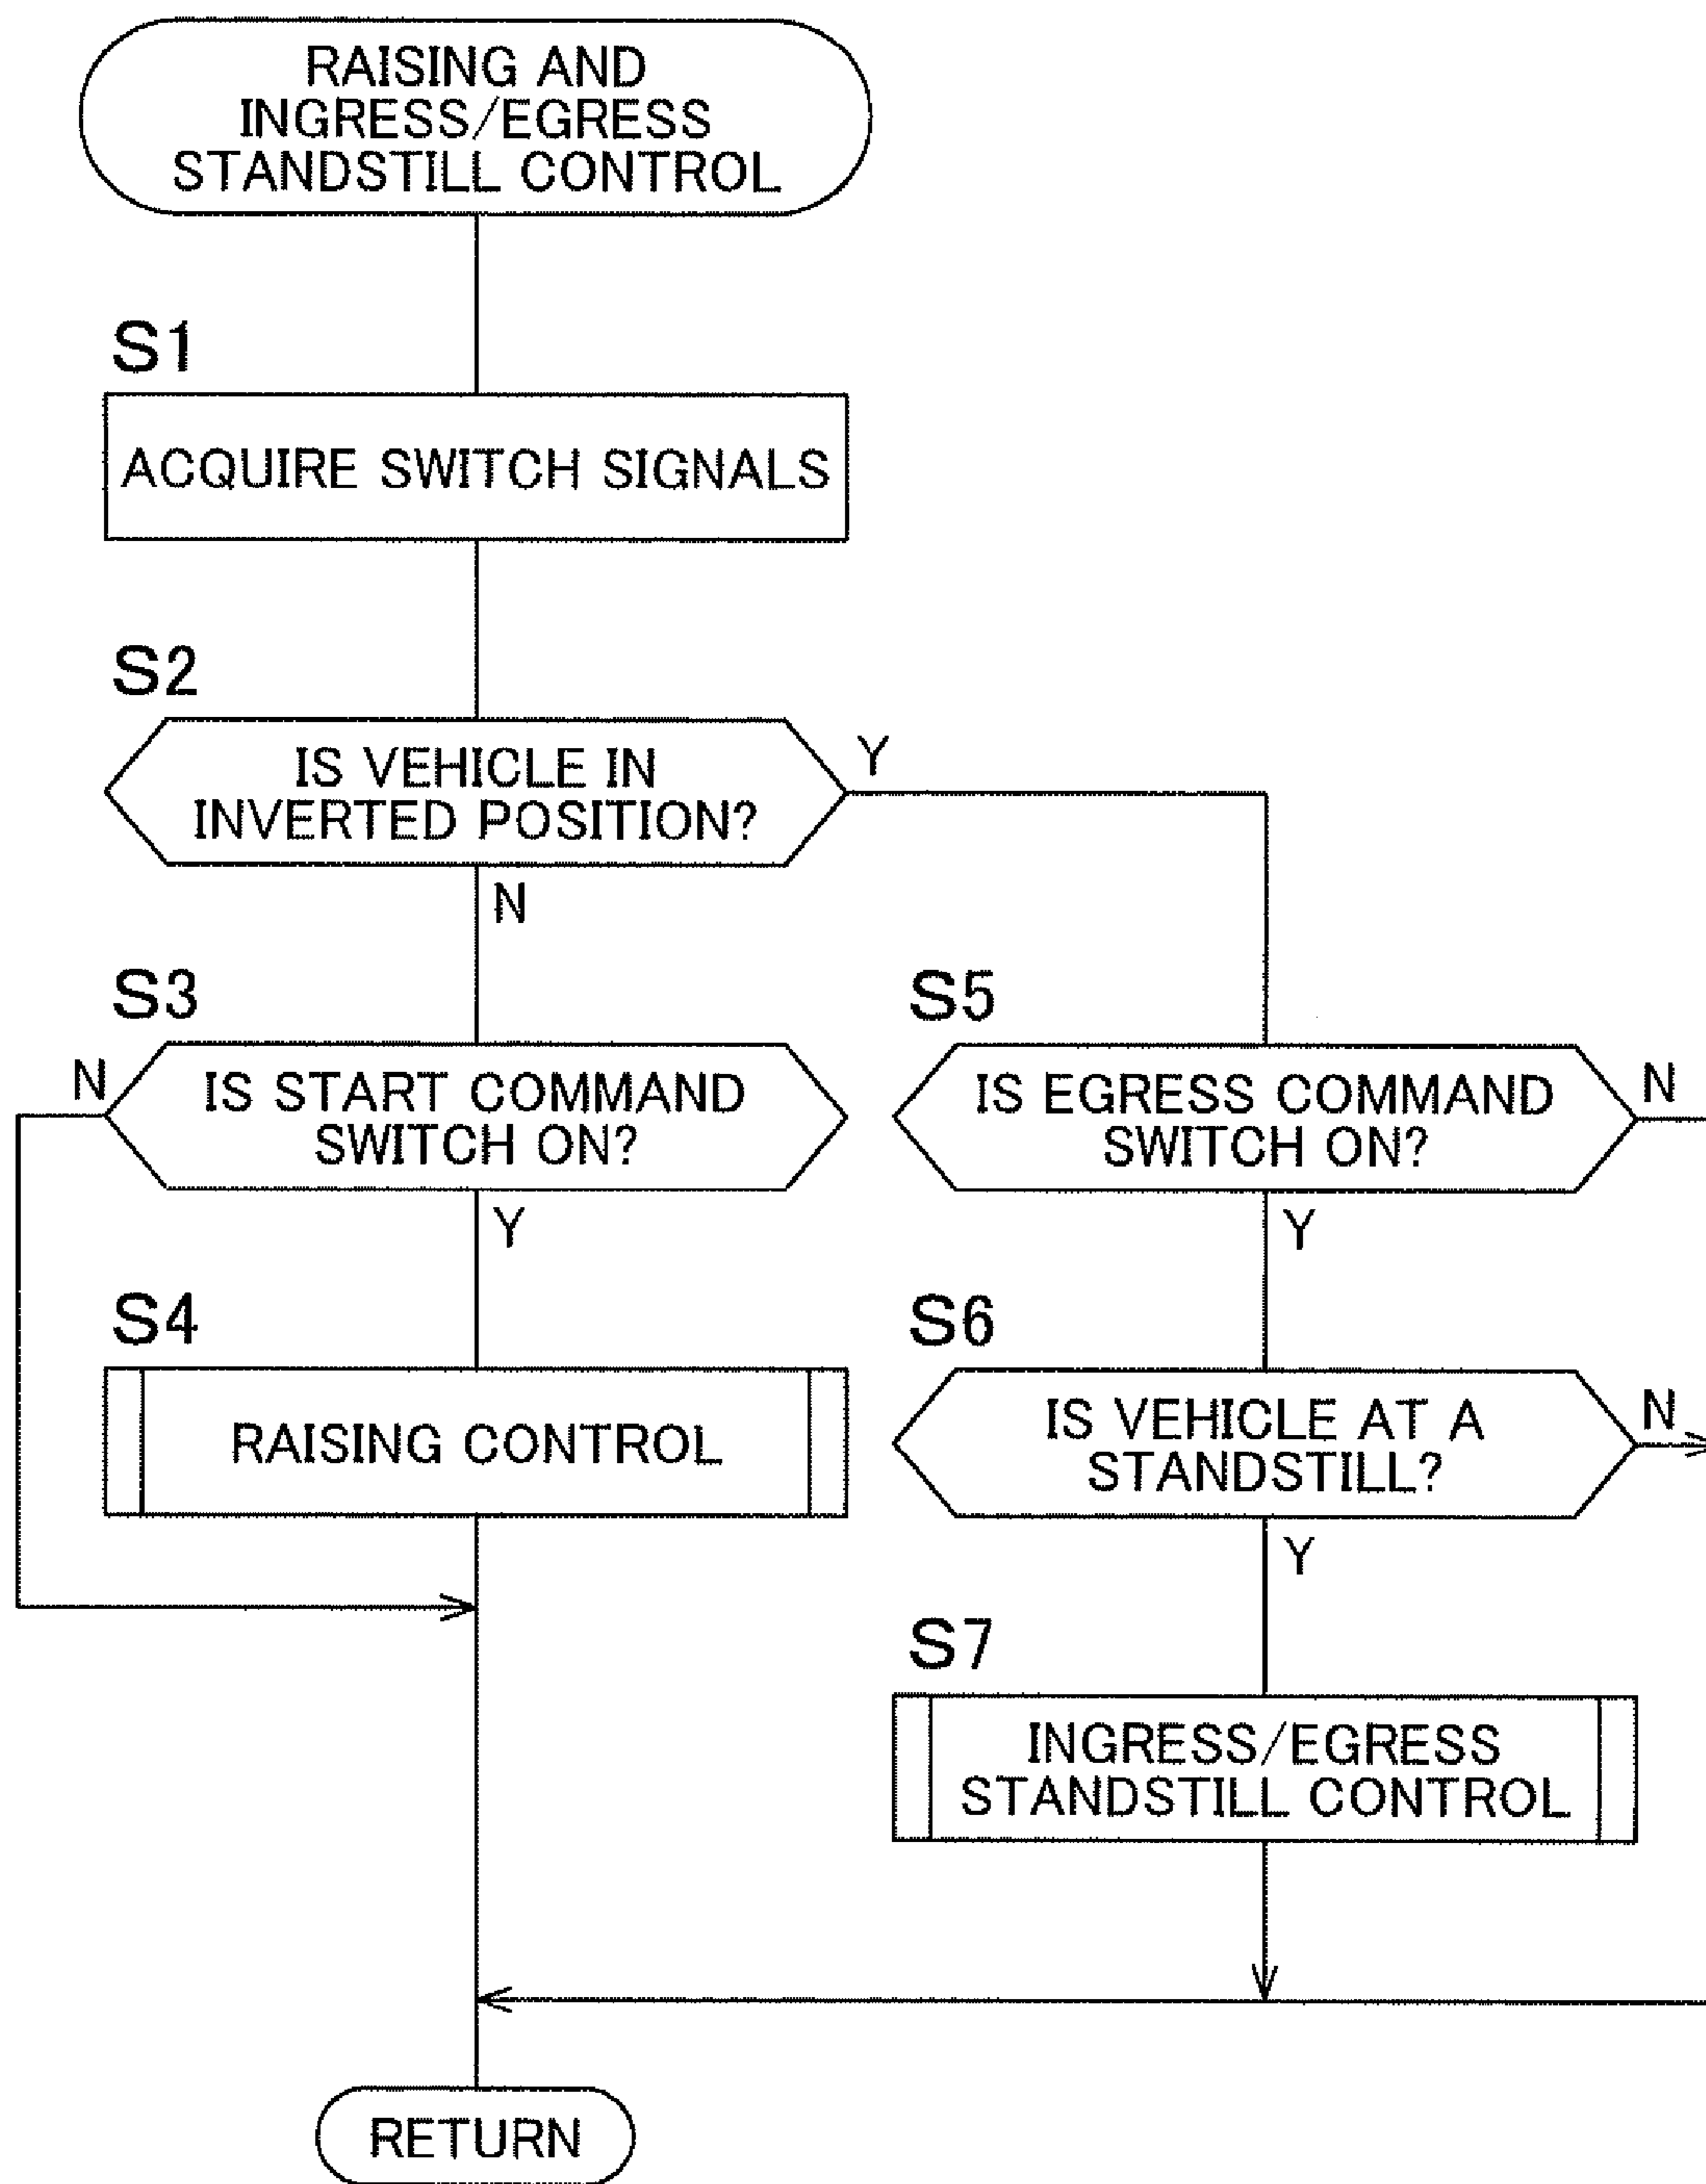 RAISING AND
INGRESS/EGRESS
STANDSTILL CONTROL
S1
ACQUIRE SWITCH SIGNALS
S2
IS VEHICLE IN
INVERTED POSITION?
Y
N
S3
N
IS START COMMAND
SWITCH ON?
Y
S4
RAISING CONTROL
S5
IS EGRESS COMMAND
SWITCH ON?
N
Y
S6
IS VEHICLE AT A
STANDSTILL?
N
Y
S7
INGRESS/EGRESS
STANDSTILL CONTROL
RETURN